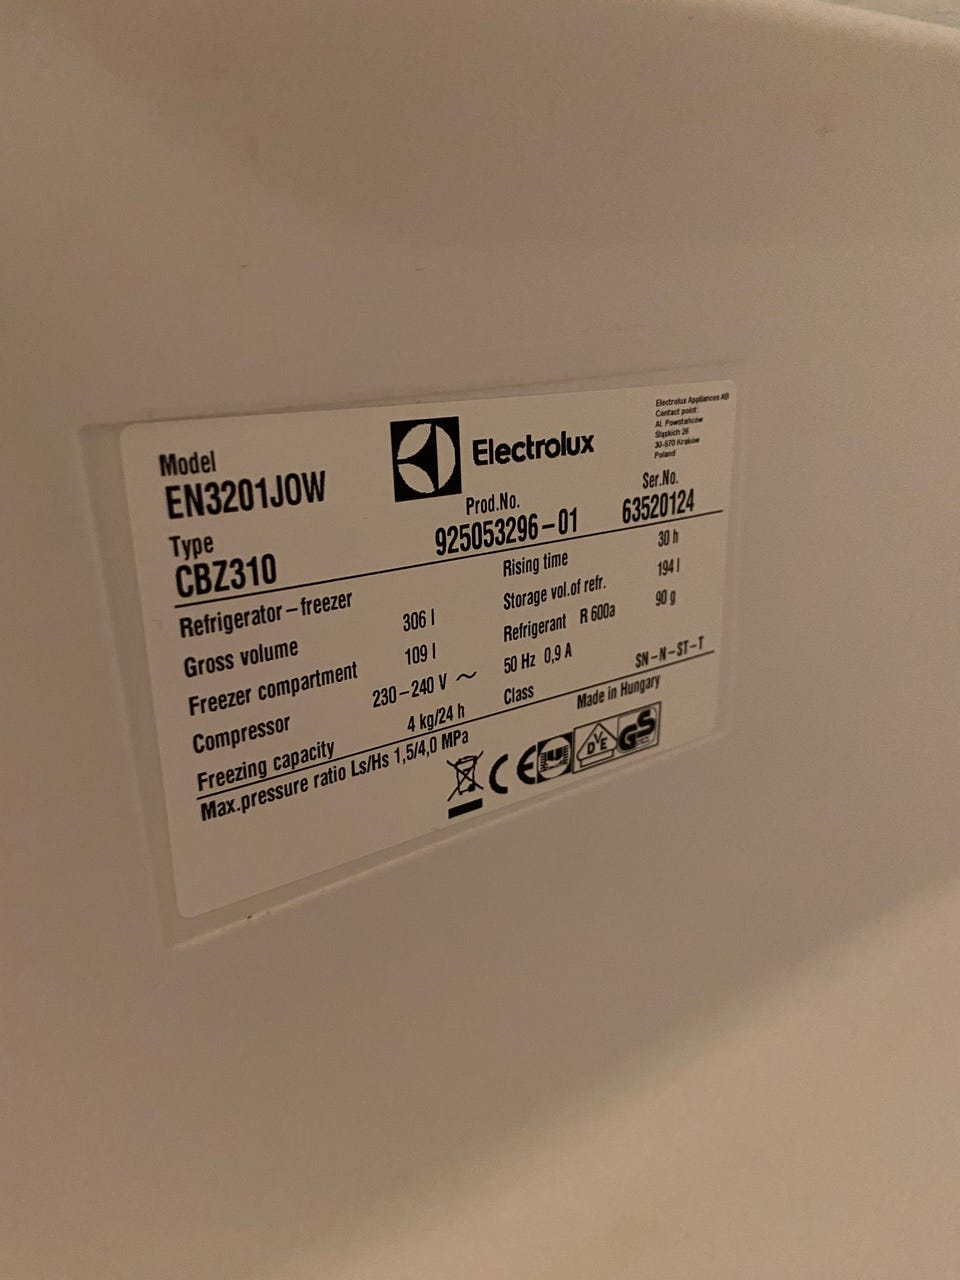 Model
EN3201JOW
Electrolux
Electrolux Appliances AB
Contact point:
Al. Powstańców
Śląskich 26
30-570 Kraków
Poland
Type
CBZ310
Prod.No.
925053296-01
Ser.No.
63520124
Refrigerator-freezer
Rising time 30 h
Gross volume 306 l
Storage vol.of refr. 194 l
Freezer compartment 109 l
Refrigerant R 600a 90 g
Compressor 230-240 V ~
50 Hz 0,9 A
Freezing capacity 4 kg/24 h
Class SN-N-ST-T
Max.pressure ratio Ls/Hs 1,5/4,0 MPa
Made in Hungary
CE
DVE
GS